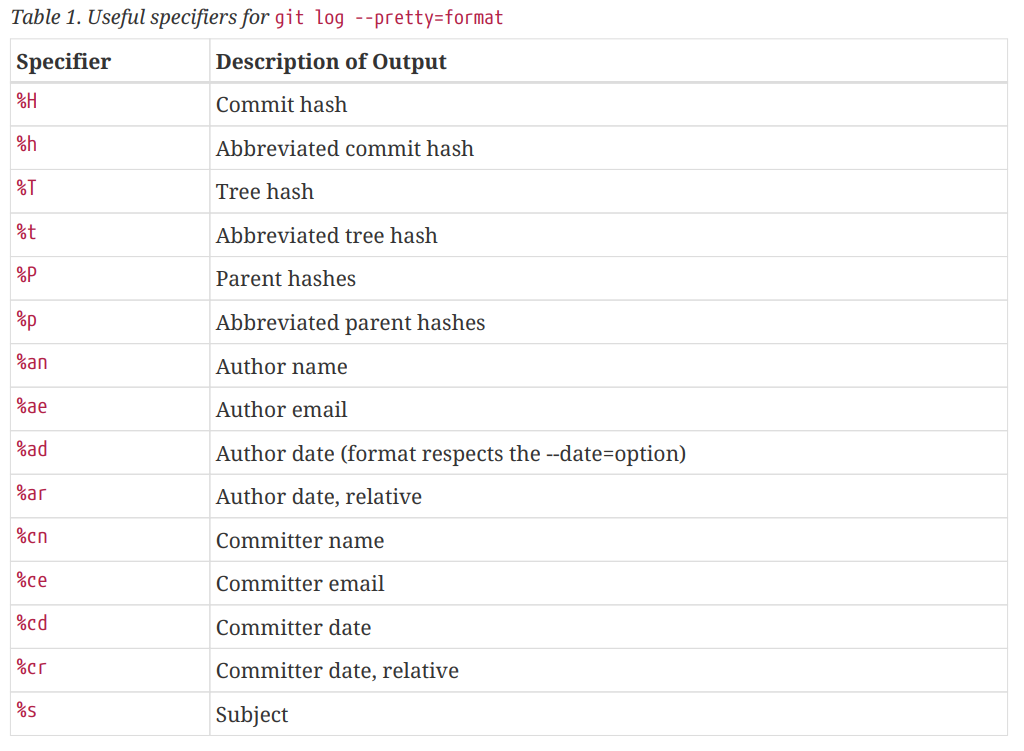 Table 1. Useful specifiers for git log --pretty=format
Specifier Description of Output
%H Commit hash
%h Abbreviated commit hash
%T Tree hash
%t Abbreviated tree hash
%P Parent hashes
%p Abbreviated parent hashes
%an Author name
%ae Author email
%ad Author date (format respects the --date=option)
%ar Author date, relative
%cn Committer name
%ce Committer email
%cd Committer date
%cr Committer date, relative
%s Subject